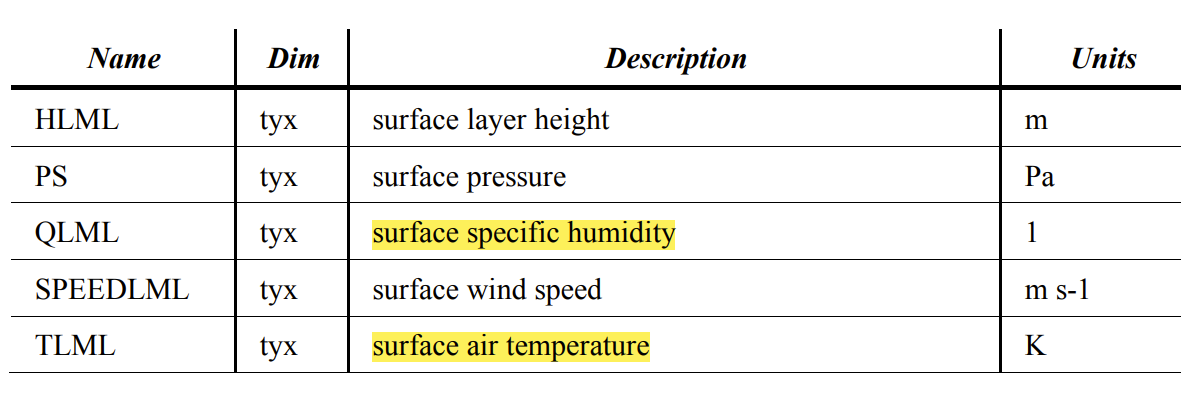 Name Dim Description Units
HLML tyx surface layer height m
PS tyx surface pressure Pa
QLML tyx surface specific humidity 1
SPEEDLML tyx surface wind speed m s-1
TLML tyx surface air temperature K